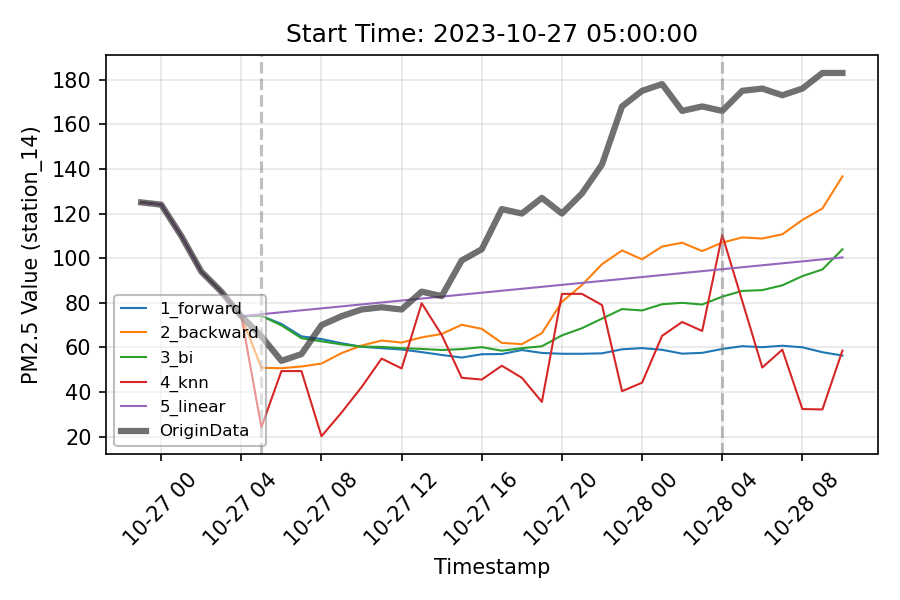 Start Time: 2023-10-27 05:00:00
PM2.5 Value (station_14)
180
160
140
120
100
80
60
40
20
1_forward
2_backward
3_bi
4_knn
5_linear
OriginData
10-27 00
10-27 04
10-27 08
10-27 12
10-27 16
10-27 20
10-28 00
10-28 04
10-28 08
Timestamp